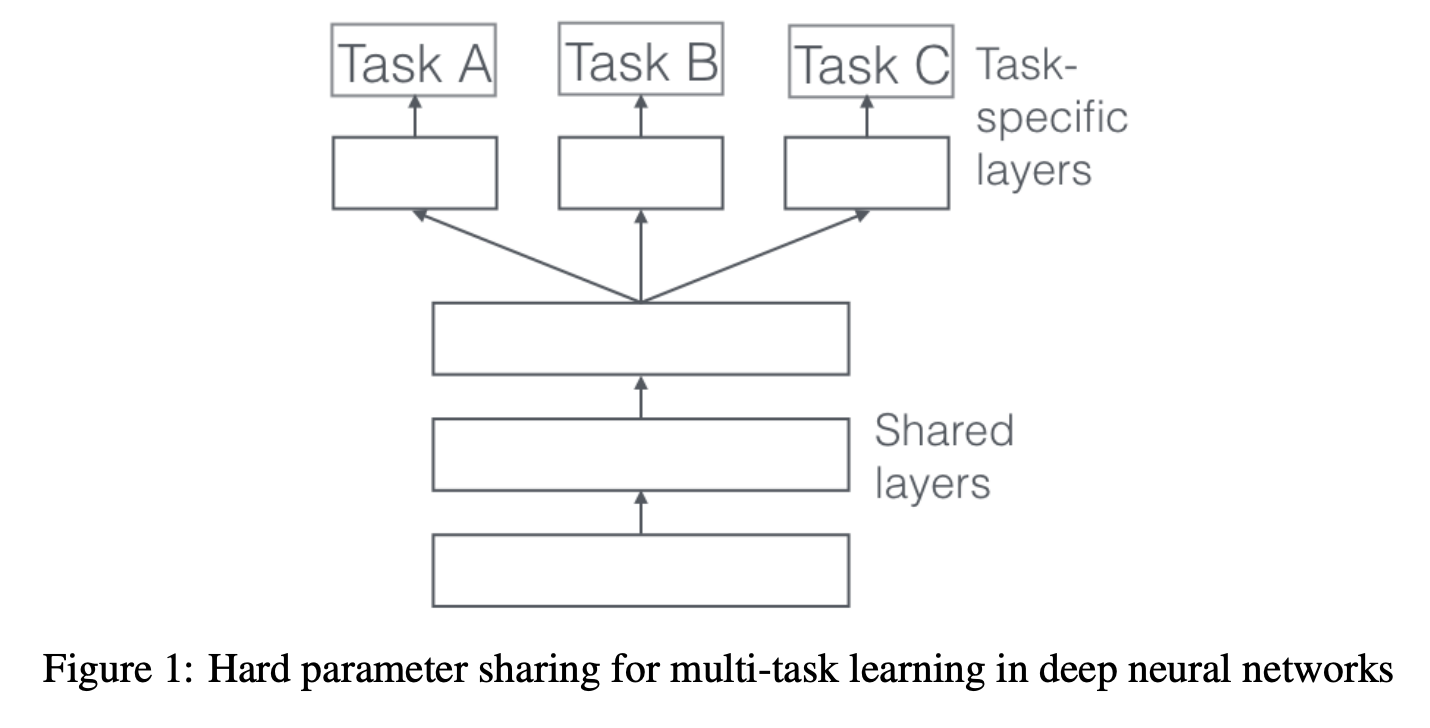 Task A
Task B
Task C
Task-
specific
layers
Shared
layers
Figure 1: Hard parameter sharing for multi-task learning in deep neural networks